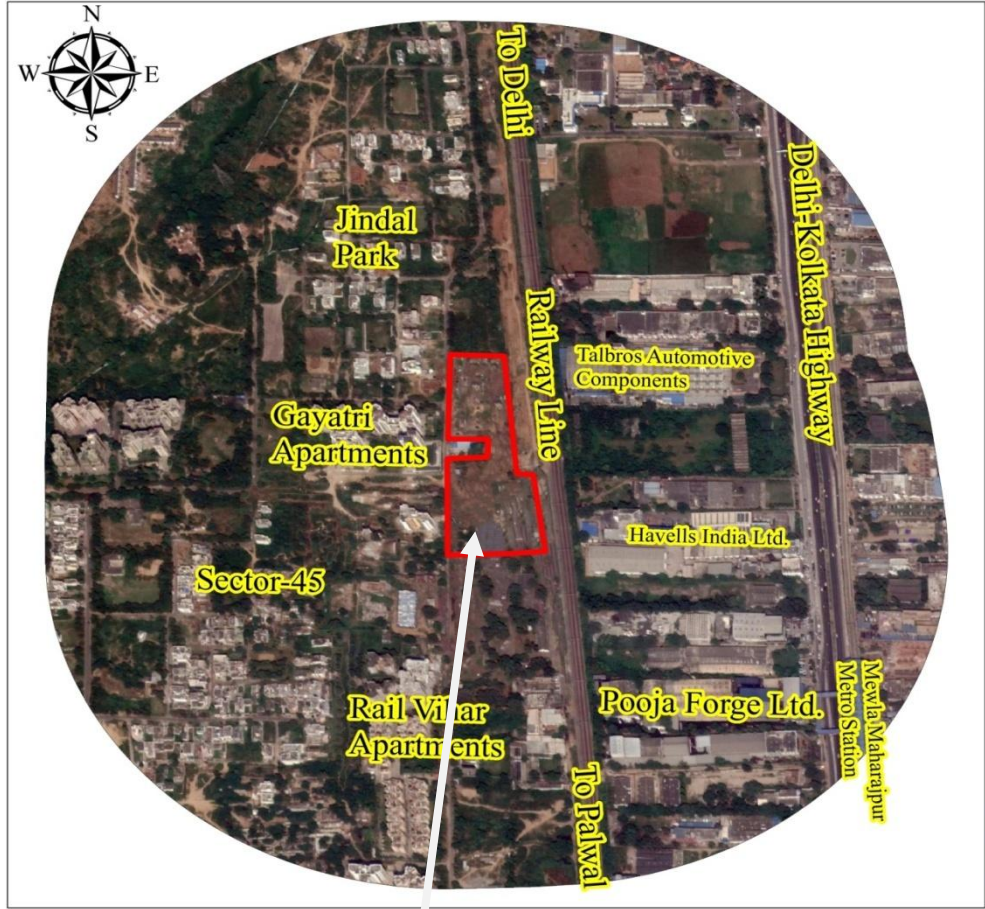 N
W E
S
To Delhi
Delhi-Kolkata Highway
Jindal
Park
Railway Line
Talbros Automotive
Components
Gayatri
Apartments
Havells India Ltd.
Sector-45
Rail Vihar
Apartments
Pooja Forge Ltd.
Mewla Maharajpur
Metro Station
To Palwal